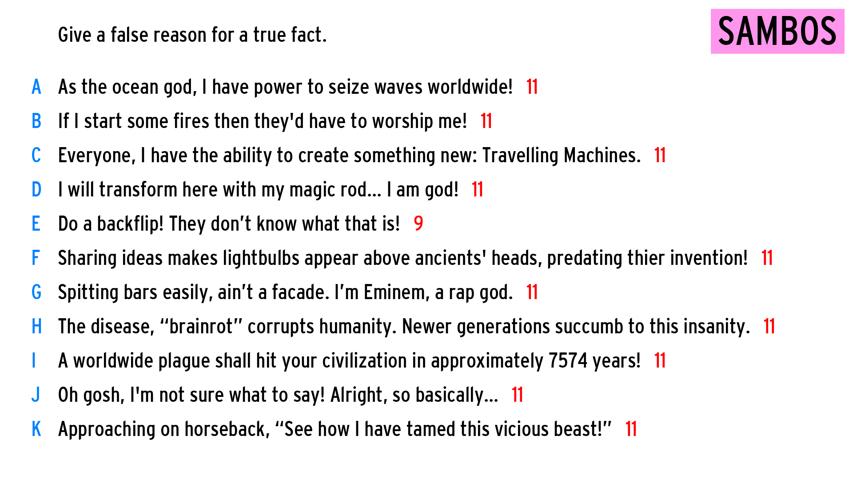 Give a false reason for a true fact.
SAMBOS
A As the ocean god, I have power to seize waves worldwide! 11
B If I start some fires then they'd have to worship me! 11
C Everyone, I have the ability to create something new: Travelling Machines. 11
D I will transform here with my magic rod... I am god! 11
E Do a backflip! They don’t know what that is! 9
F Sharing ideas makes lightbulbs appear above ancients' heads, predating thier invention! 11
G Spitting bars easily, ain’t a facade. I’m Eminem, a rap god. 11
H The disease, “brainrot” corrupts humanity. Newer generations succumb to this insanity. 11
I A worldwide plague shall hit your civilization in approximately 7574 years! 11
J Oh gosh, I'm not sure what to say! Alright, so basically... 11
K Approaching on horseback, “See how I have tamed this vicious beast!” 11